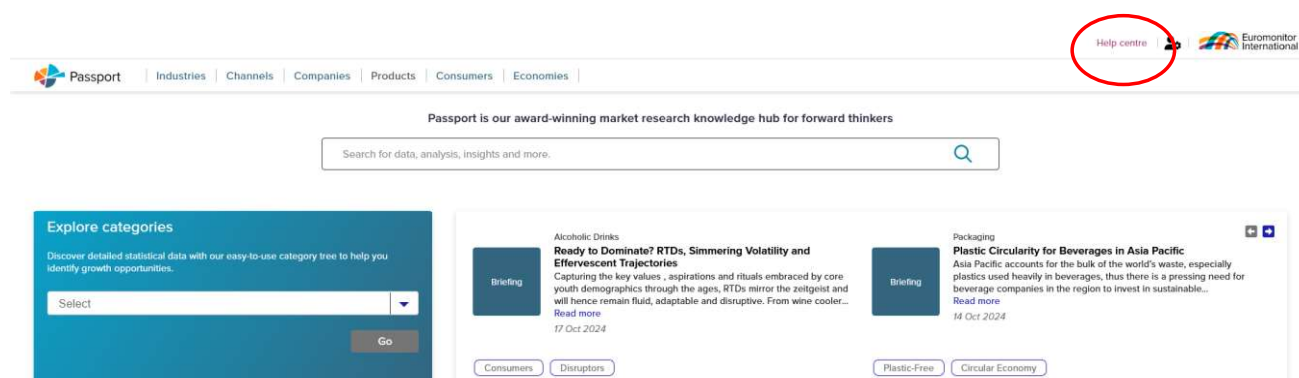 Help centre
Euromonitor
International
Passport
Industries
Channels
Companies
Products
Consumers
Economies
Passport is our award-winning market research knowledge hub for forward thinkers
Search for data, analysis, insights and more.
Explore categories
Discover detailed statistical data with our easy-to-use category tree to help you
identify growth opportunities.
Select
Go
Briefing
Alcoholic Drinks
Ready to Dominate? RTDs, Simmering Volatility and
Effervescent Trajectories
Capturing the key values , aspirations and rituals embraced by core
youth demographics through the ages, RTDs mirror the zeitgeist and
will hence remain fluid, adaptable and disruptive. From wine cooler...
Read more
17 Oct 2024
Consumers
Disruptors
Briefing
Packaging
Plastic Circularity for Beverages in Asia Pacific
Asia Pacific accounts for the bulk of the world's waste, especially
plastics used heavily in beverages, thus there is a pressing need for
beverage companies in the region to invest in sustainable...
Read more
14 Oct 2024
Plastic-Free
Circular Economy